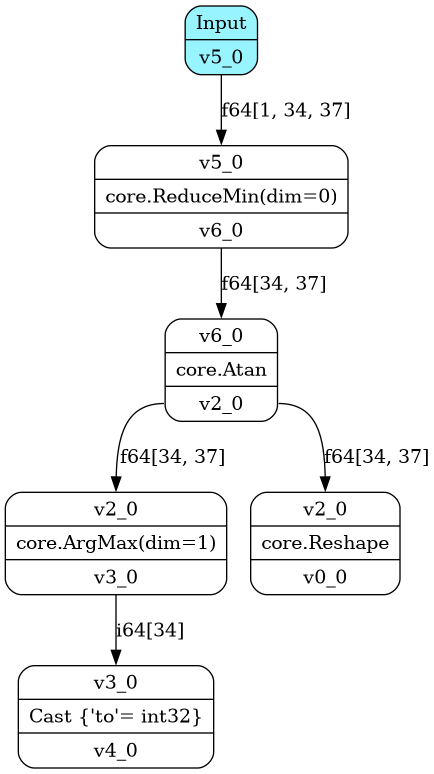 Input
v5_0
f64[1, 34, 37]
v5_0
core.ReduceMin(dim=0)
v6_0
f64[34, 37]
v6_0
core.Atan
v2_0
f64[34, 37]
f64[34, 37]
v2_0
core.ArgMax(dim=1)
v3_0
v2_0
core.Reshape
v0_0
i64[34]
v3_0
Cast {'to'= int32}
v4_0